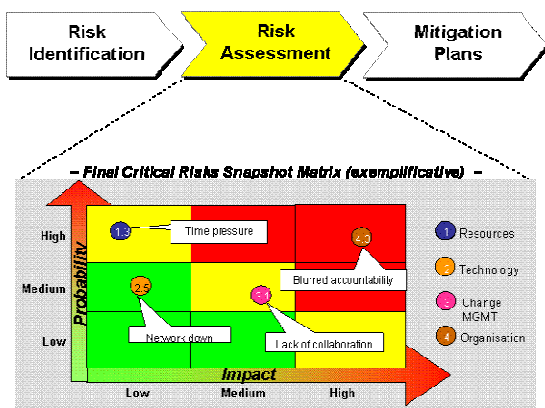 Risk
Identification
Risk
Assessment
Mitigation
Plans
– Final Critical Risks Snapshot Matrix (exemplificative) –
High
Medium
Low
Probability
1.3
Time pressure
Blurred accountability
2.5
Network down
Lack of collaboration
1 Resources
2 Technology
3 Change
MGMT
4 Organisation
Low
Medium
High
Impact